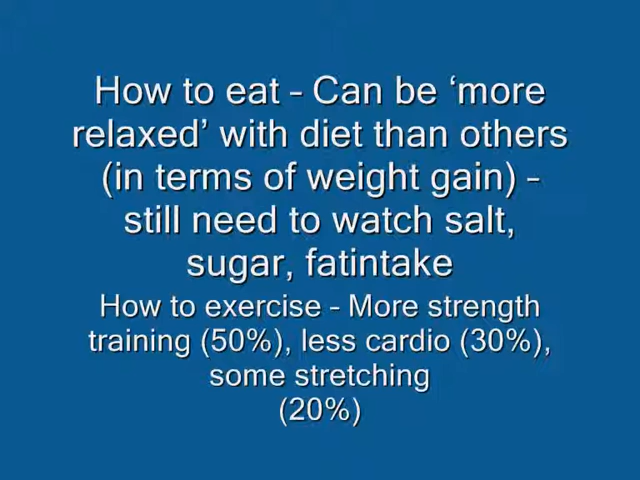 How to eat – Can be ‘more
relaxed’ with diet than others
(in terms of weight gain) –
still need to watch salt,
sugar, fatintake
How to exercise – More strength
training (50%), less cardio (30%),
some stretching
(20%)